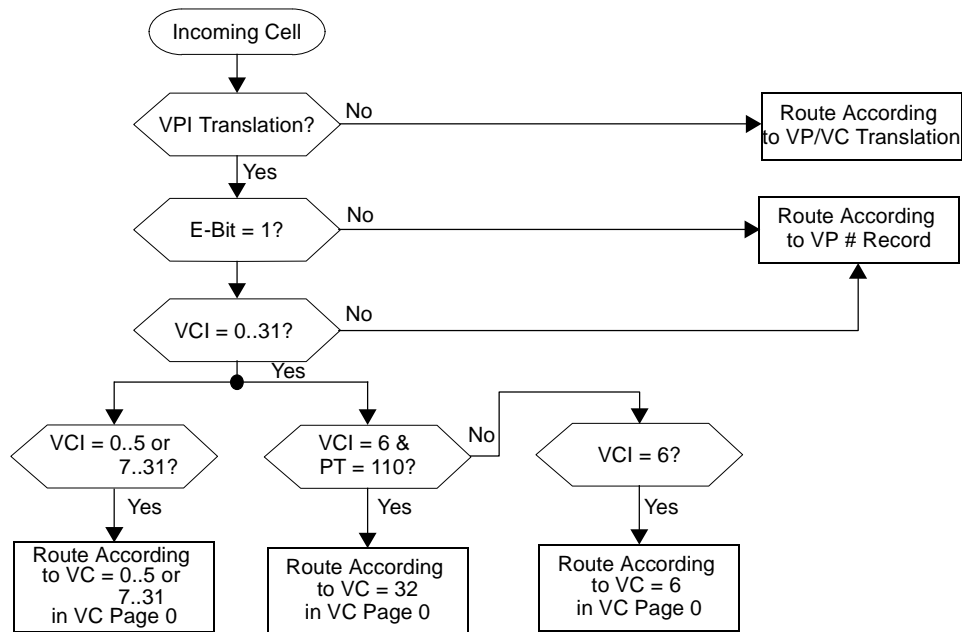 Incoming Cell
VPI Translation?
No
Route According
to VP/VC Translation
Yes
E-Bit = 1?
No
Route According
to VP # Record
VCI = 0..31?
No
Yes
VCI = 0..5 or
7..31?
VCI = 6 &
PT = 110?
No
VCI = 6?
Yes
Yes
Yes
Route According
to VC = 0..5 or
7..31
in VC Page 0
Route According
to VC = 32
in VC Page 0
Route According
to VC = 6
in VC Page 0